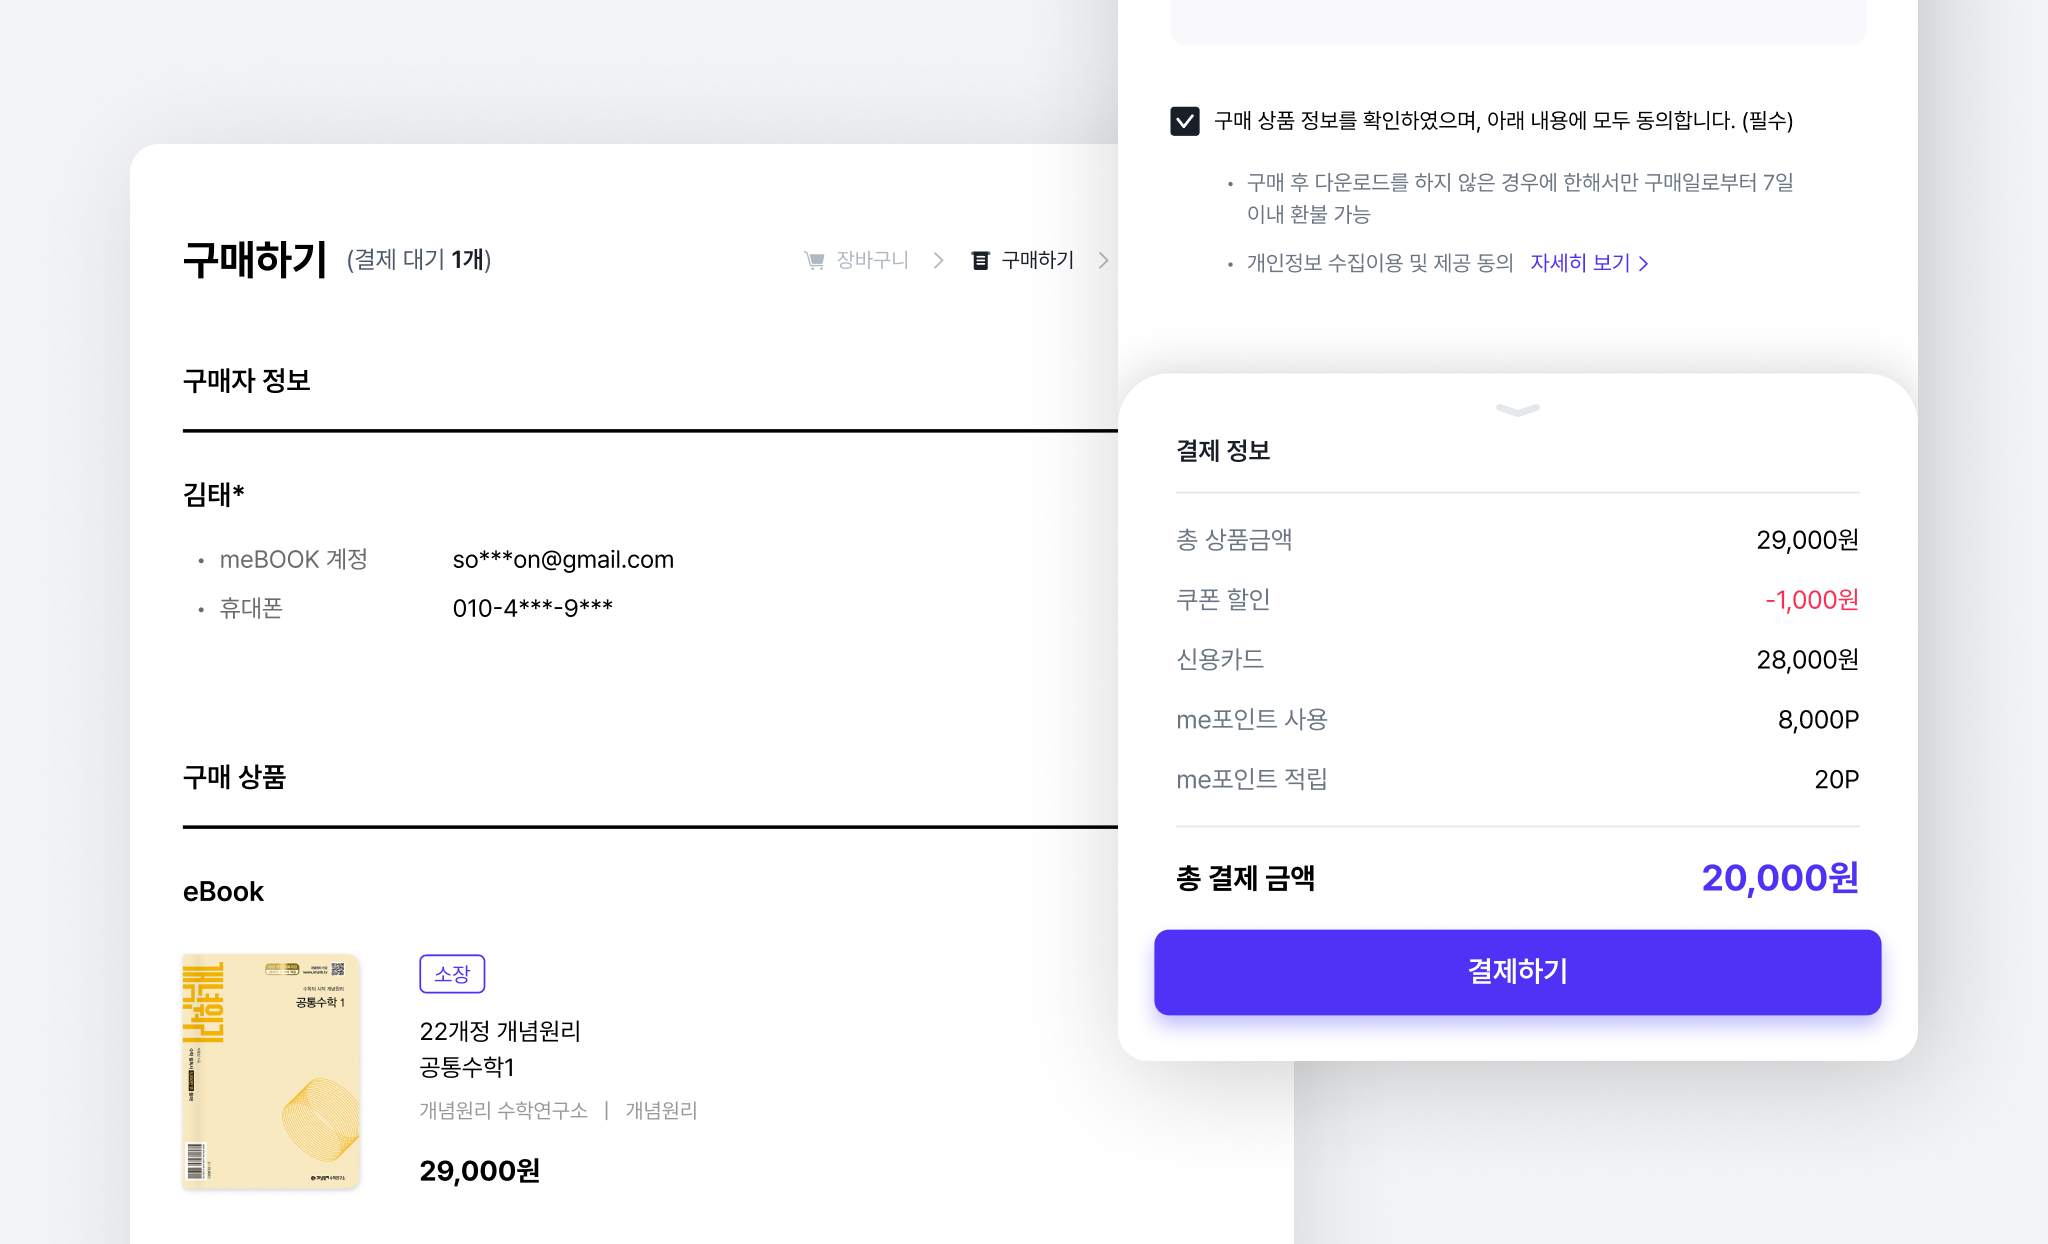 구매하기 (결제 대기 1개)
장바구니
구매하기
구매자 정보
김태*
• meBOOK 계정 so***on@gmail.com
• 휴대폰 010-4***-9***
구매 상품
eBook
개념원리
공통수학 1
소장
22개정 개념원리
공통수학1
개념원리 수학연구소 | 개념원리
29,000원
구매 상품 정보를 확인하였으며, 아래 내용에 모두 동의합니다. (필수)
• 구매 후 다운로드를 하지 않은 경우에 한해서만 구매일로부터 7일
이내 환불 가능
• 개인정보 수집이용 및 제공 동의 자세히 보기
결제 정보
총 상품금액 29,000원
쿠폰 할인 -1,000원
신용카드 28,000원
me포인트 사용 8,000P
me포인트 적립 20P
총 결제 금액 20,000원
결제하기